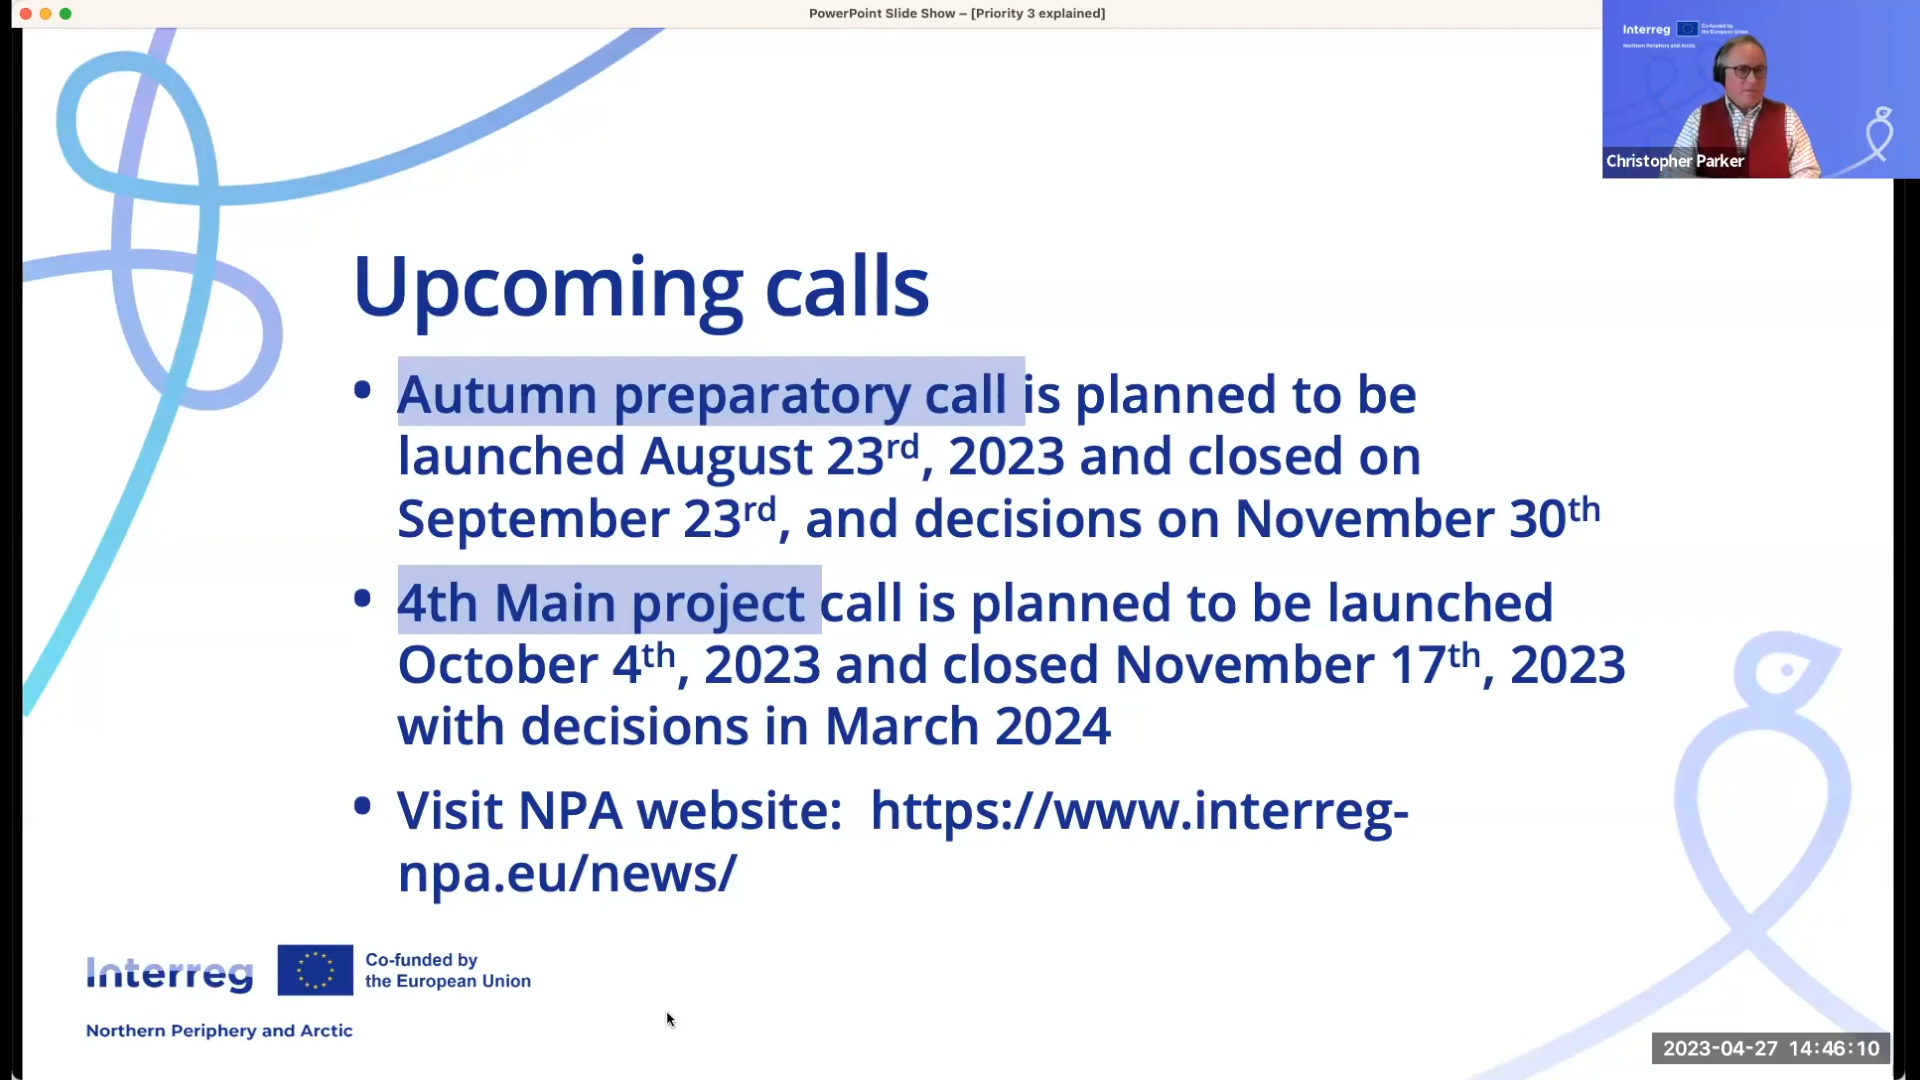 PowerPoint Slide Show – [Priority 3 explained]
Interreg
Co-funded by
the European Union
Northern Periphery and Arctic
Christopher Parker
Upcoming calls
• Autumn preparatory call is planned to be
launched August 23rd, 2023 and closed on
September 23rd, and decisions on November 30th
• 4th Main project call is planned to be launched
October 4th, 2023 and closed November 17th, 2023
with decisions in March 2024
• Visit NPA website:  https://www.interreg-
npa.eu/news/
Interreg
Co-funded by
the European Union
Northern Periphery and Arctic
2023-04-27 14:46:10